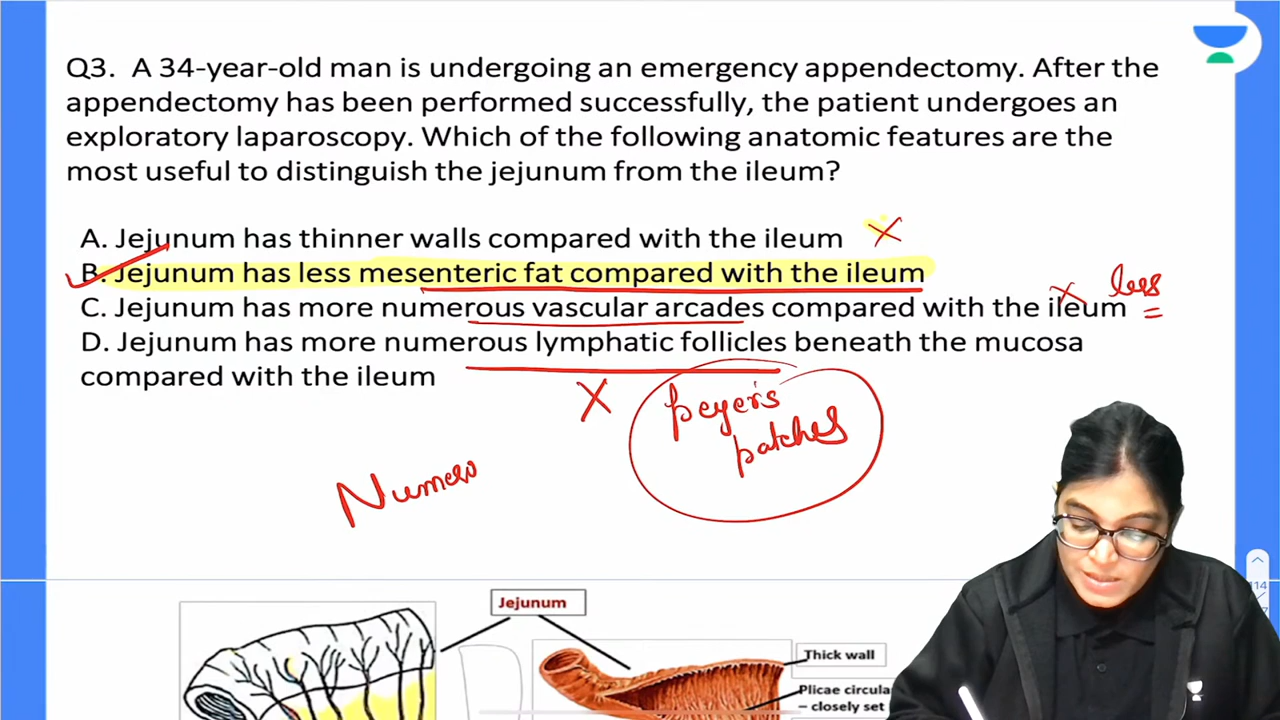 Q3. A 34-year-old man is undergoing an emergency appendectomy. After the
appendectomy has been performed successfully, the patient undergoes an
exploratory laparoscopy. Which of the following anatomic features are the
most useful to distinguish the jejunum from the ileum?
A. Jejunum has thinner walls compared with the ileum
B. Jejunum has less mesenteric fat compared with the ileum
C. Jejunum has more numerous vascular arcades compared with the ileum
less
D. Jejunum has more numerous lymphatic follicles beneath the mucosa
compared with the ileum
peyer's
patches
Numero
114
Jejunum
Thick wall
Plicae circula
– closely set